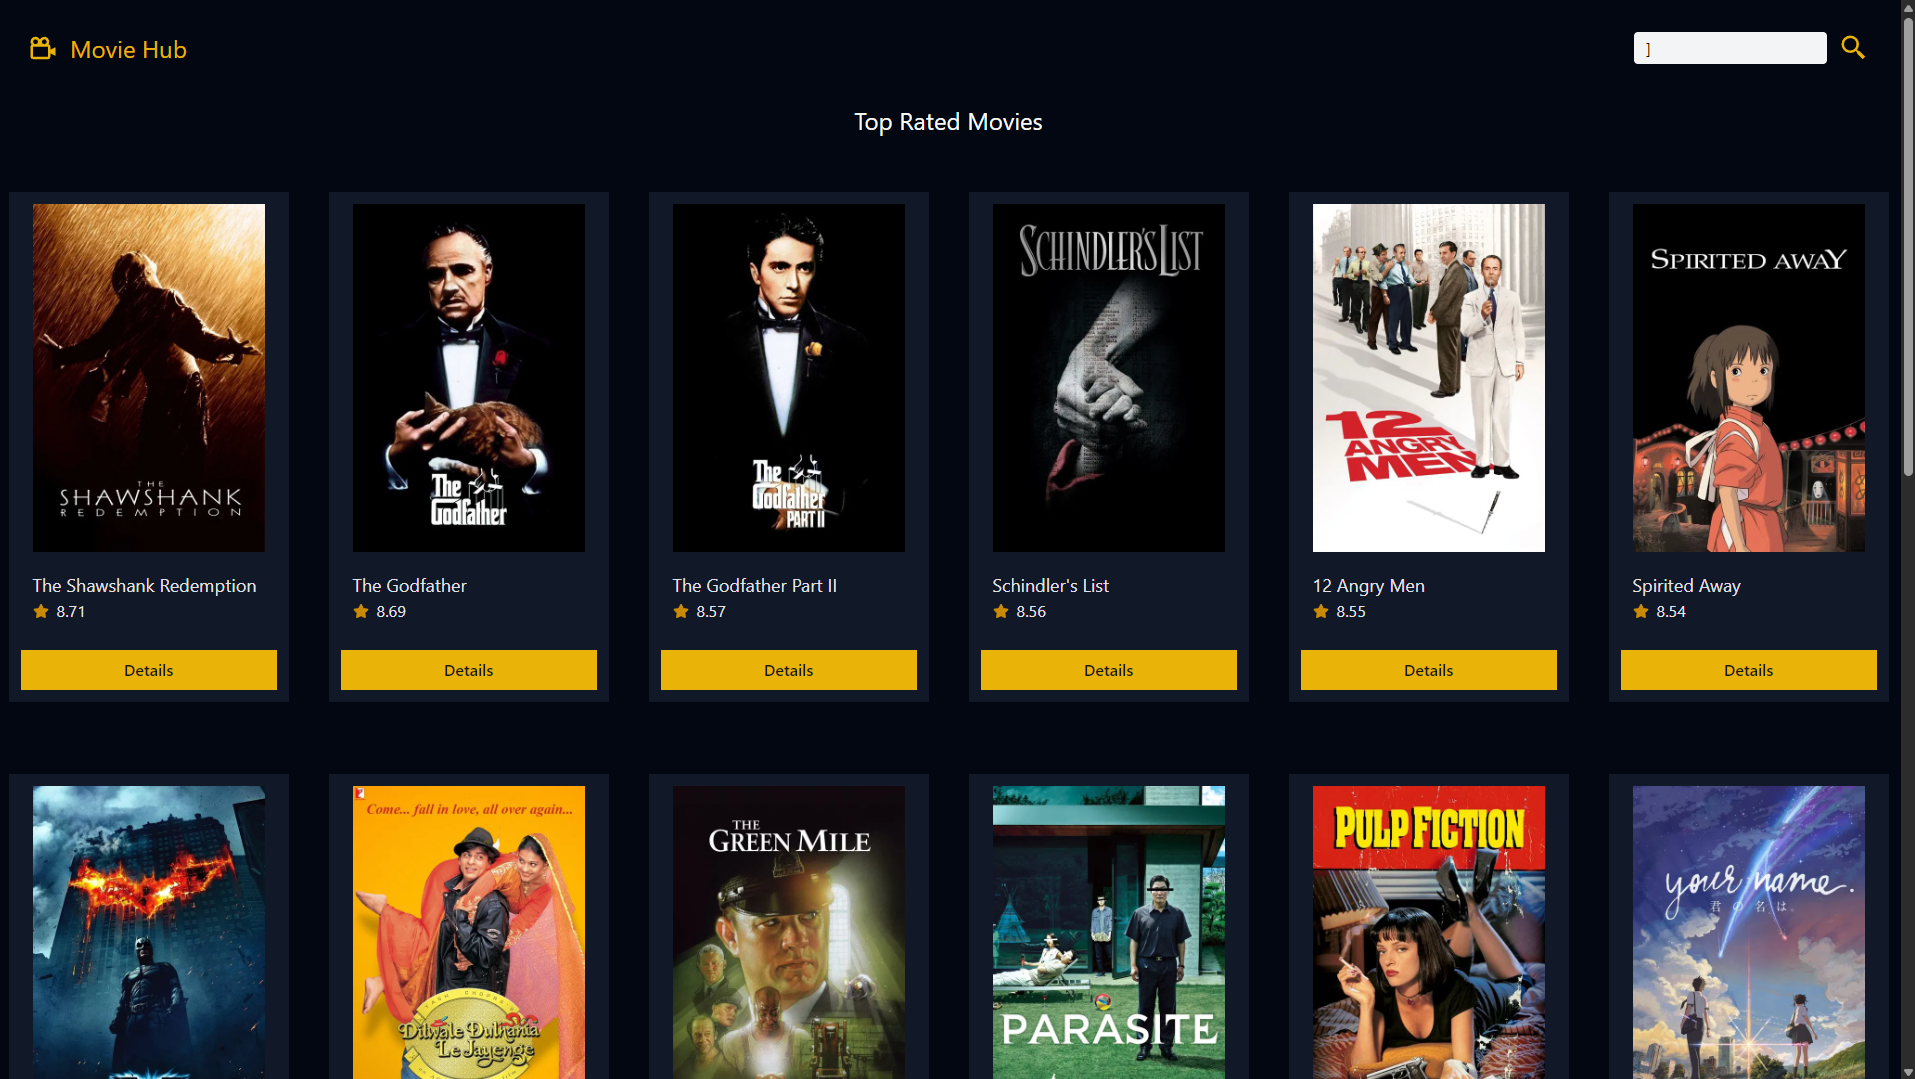 Movie Hub
]
Top Rated Movies
THE
SHAWSHANK
REDEMPTION
The
Godfather
The
Godfather
PART II
SCHINDLER'S LIST
12
ANGRY
MEN
SPIRITED AWAY
The Shawshank Redemption
The Godfather
The Godfather Part II
Schindler's List
12 Angry Men
Spirited Away
8.71
8.69
8.57
8.56
8.55
8.54
Details
Details
Details
Details
Details
Details
Come... fall in love, all over again...
YASH CHOPRA
Dilwale Dulhania
Le Jayenge
THE
GREEN MILE
PARASITE
PULP FICTION
your name.
君の名は。